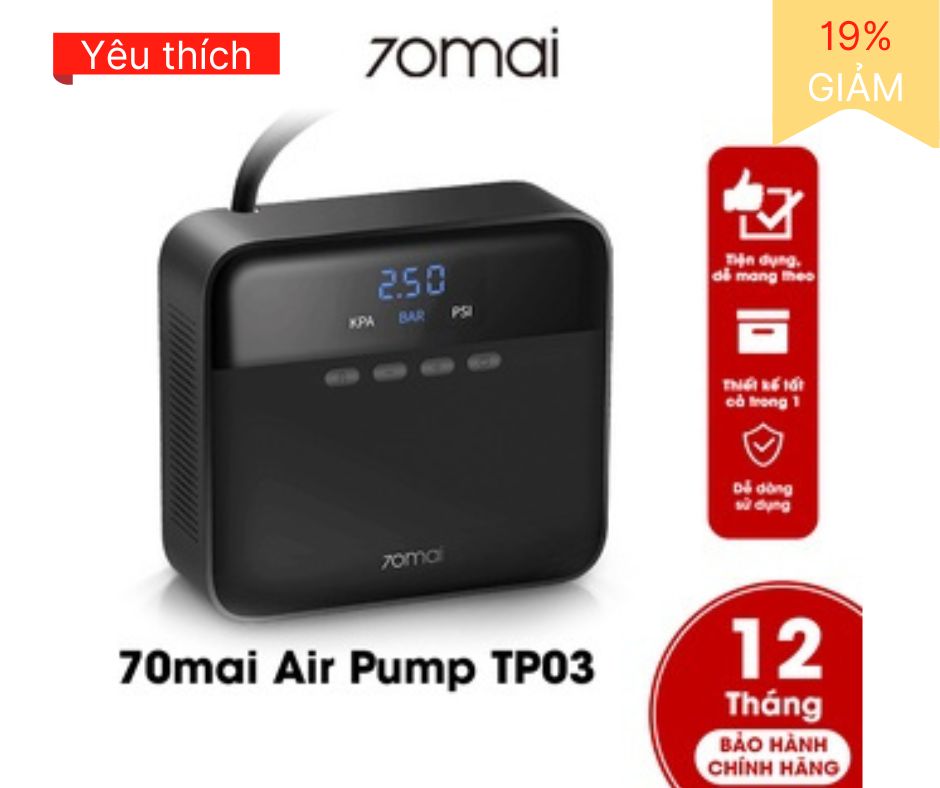 Yêu thích
70mai
19%
GIẢM
2.50
KPA BAR PSI
Tiện dụng,
dễ mang theo
Thiết kế tất
cả trong 1
Dễ dàng
sử dụng
70mai
70mai Air Pump TP03
12
Tháng
BẢO HÀNH
CHÍNH HÃNG